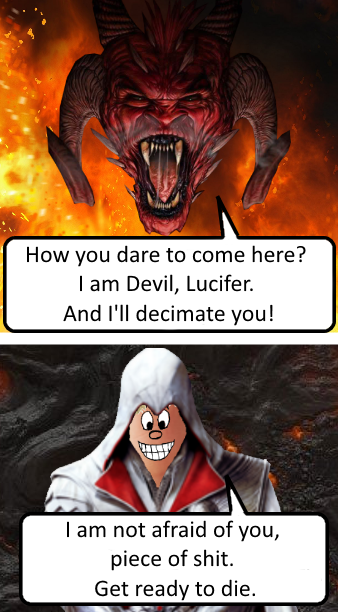 How you dare to come here?
I am Devil, Lucifer.
And I'll decimate you!
I am not afraid of you,
piece of shit.
Get ready to die.